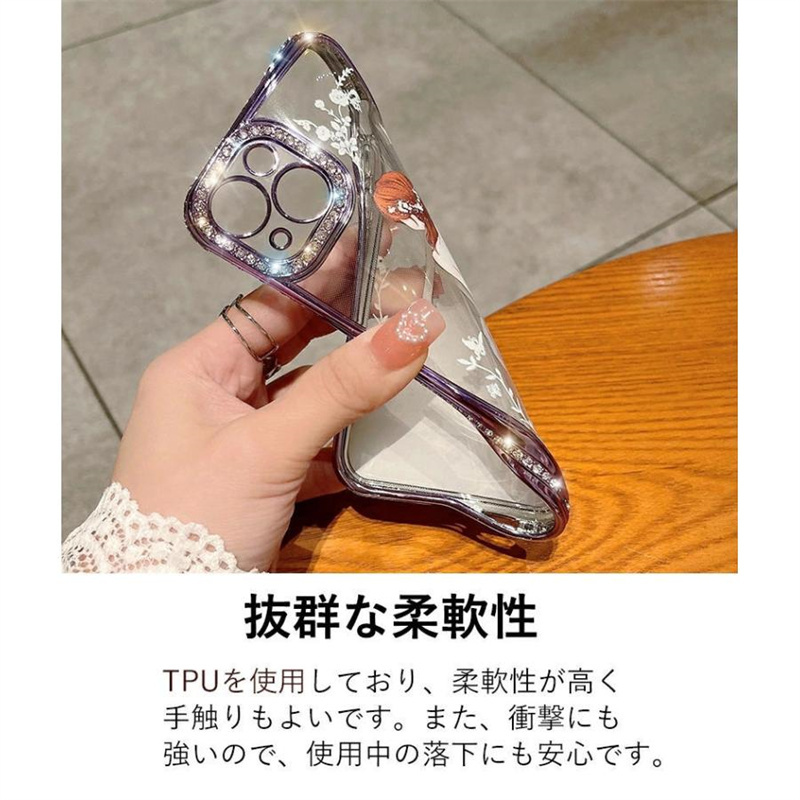 抜群な柔軟性
TPUを使用しており、柔軟性が高く
手触りもよいです。また、衝撃にも
強いので、使用中の落下にも安心です。